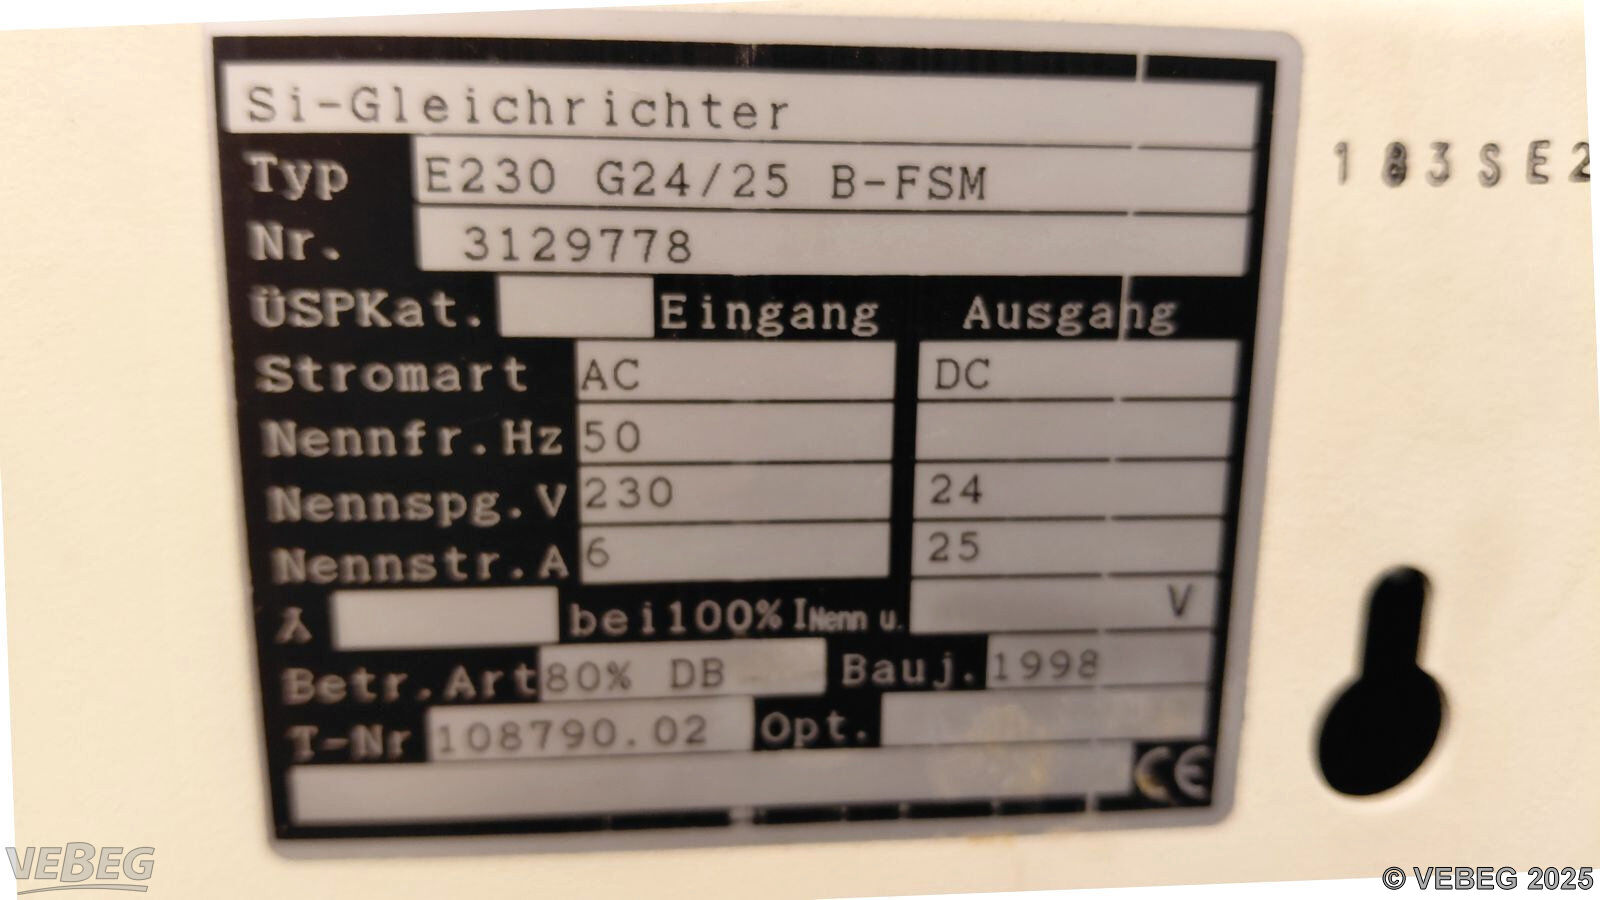 Si-Gleichrichter
Typ E230 G24/25 B-FSM
Nr. 3129778
ÜSPKat. Eingang Ausgang
Stromart AC DC
Nennfr.Hz 50
Nennspg.V 230 24
Nennstr.A 6 25
λ bei 100% INenn u. V
Betr.Art 80% DB Bauj. 1998
T-Nr 108790.02 Opt.
CE
183SE2
VEBEG
© VEBEG 2025